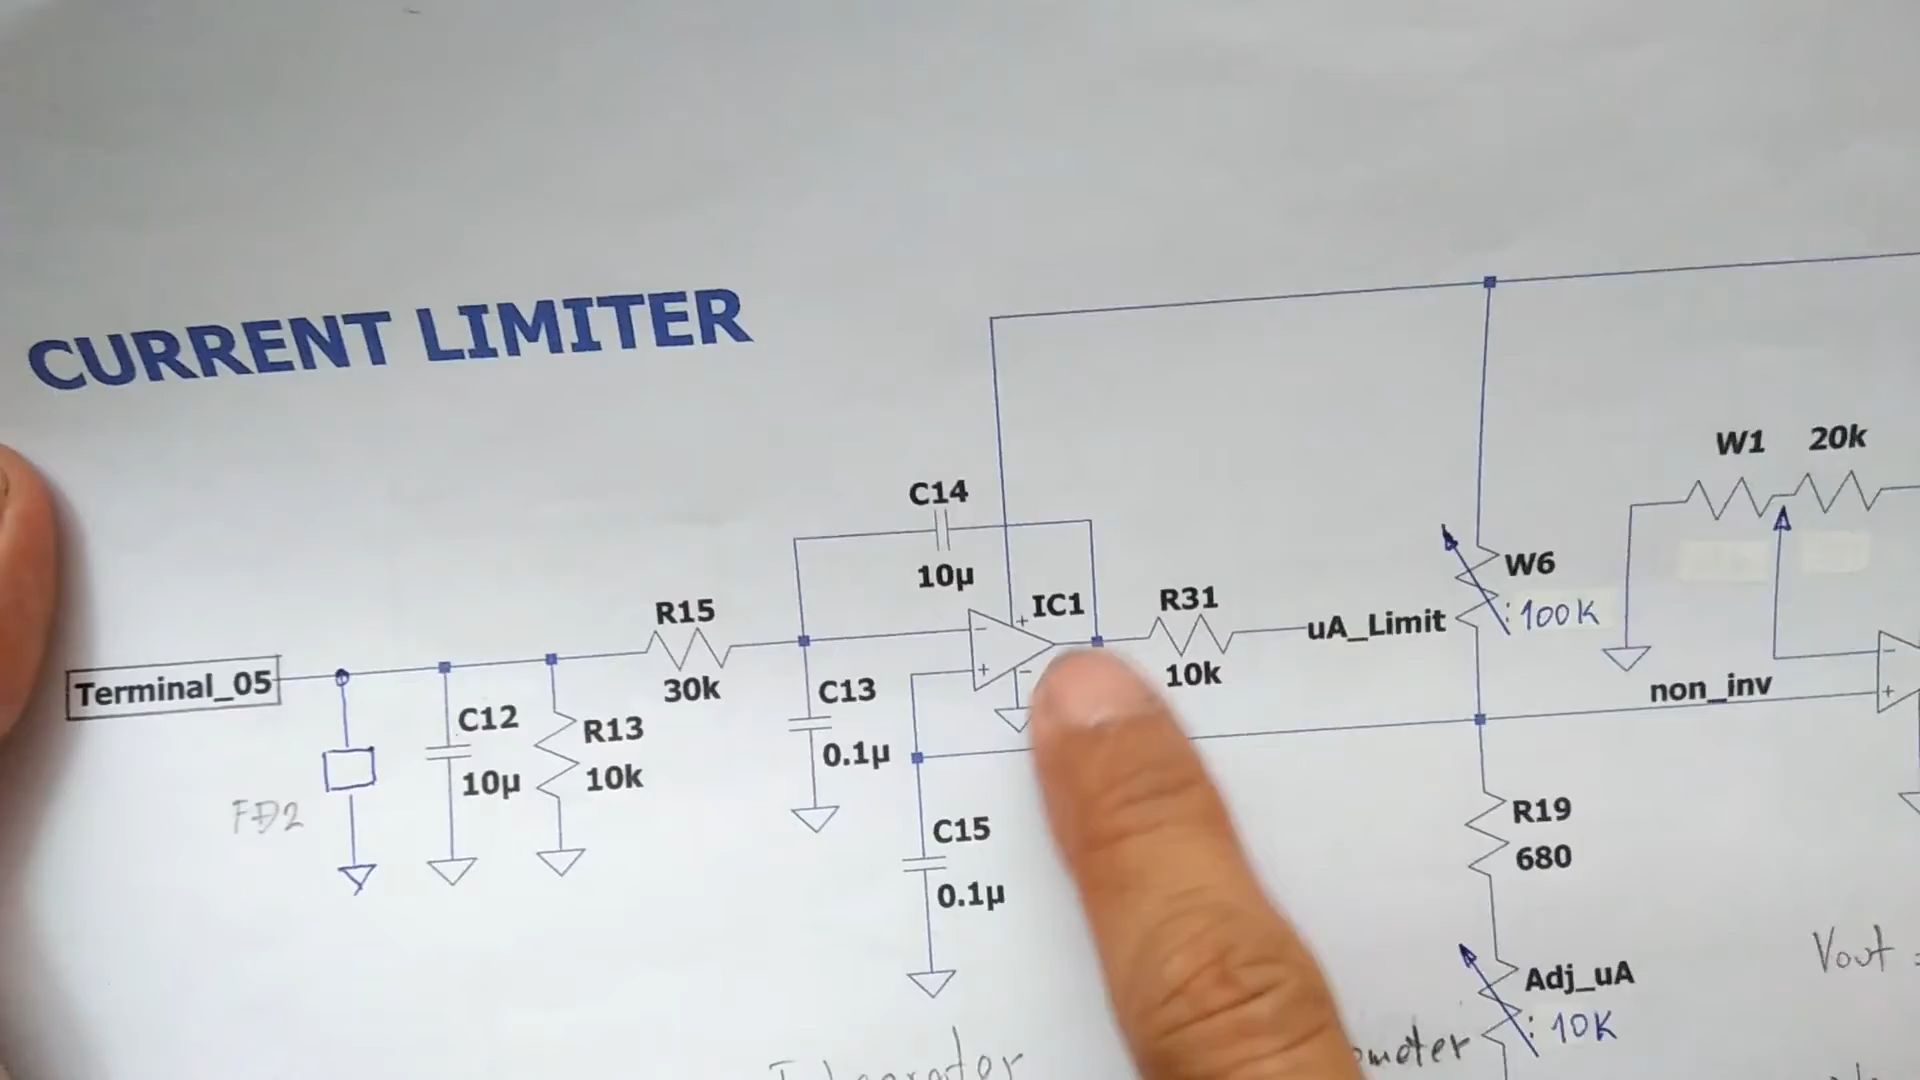 CURRENT LIMITER
W1 20k
C14
10µ
W6
:100K
IC1
R31
uA_Limit
10k
R15
30k
Terminal_05
C13
0.1µ
non_inv
C12
10µ
R13
10k
FD2
R19
680
C15
0.1µ
Vout =
Adj_uA
:10K
Integrator